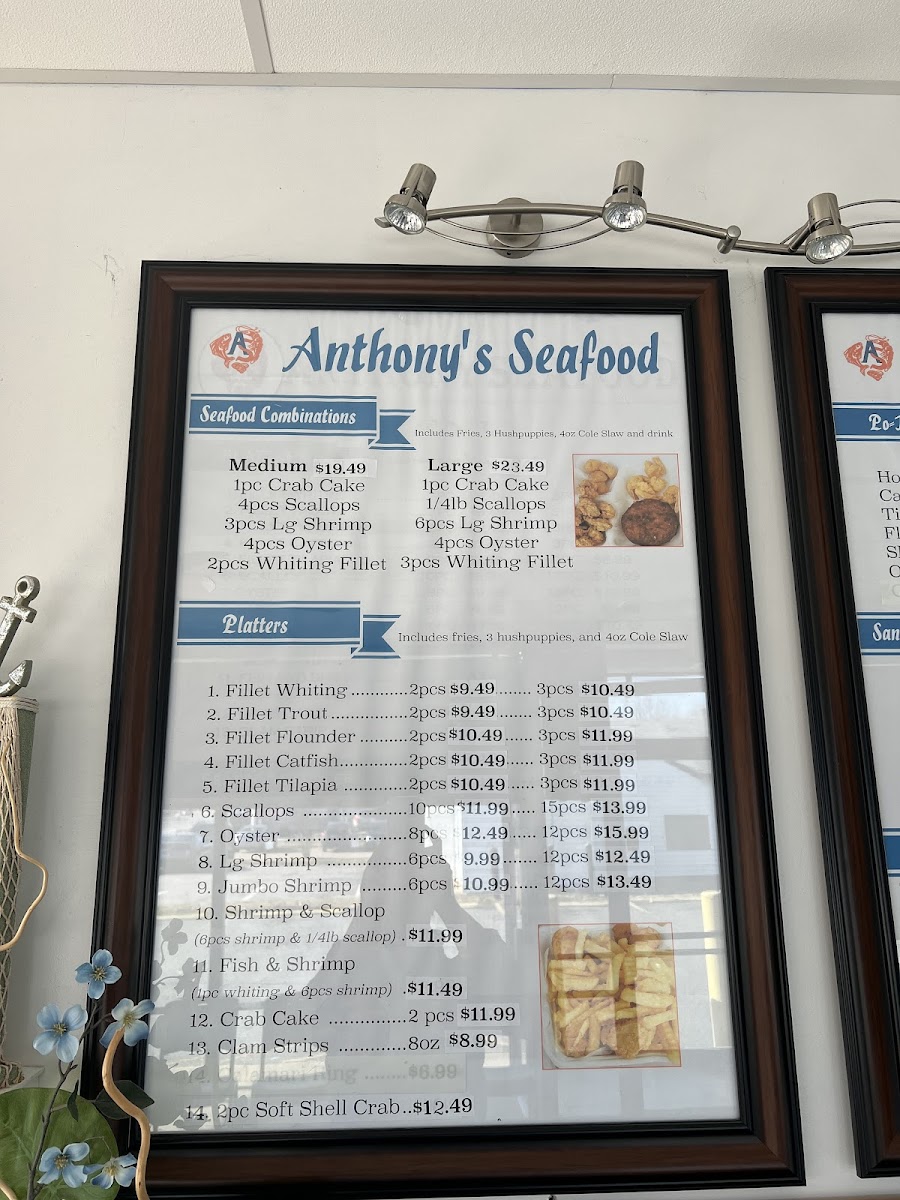 A
Anthony's Seafood
Seafood Combinations
Includes Fries, 3 Hushpuppies, 4oz Cole Slaw and drink
Medium $19.49
1pc Crab Cake
4pcs Scallops
3pcs Lg Shrimp
4pcs Oyster
2pcs Whiting Fillet
Large $23.49
1pc Crab Cake
1/4lb Scallops
6pcs Lg Shrimp
4pcs Oyster
3pcs Whiting Fillet
Platters
Includes fries, 3 hushpuppies, and 4oz Cole Slaw
1. Fillet Whiting............2pcs $9.49........ 3pcs $10.49
2. Fillet Trout................2pcs $9.49....... 3pcs $10.49
3. Fillet Flounder ..........2pcs $10.49...... 3pcs $11.99
4. Fillet Catfish..............2pcs $10.49...... 3pcs $11.99
5. Fillet Tilapia .............2pcs $10.49 ..... 3pcs $11.99
6. Scallops ......................10pcs $11.99.... 15pcs $13.99
7. Oyster .........................8pcs 12.49..... 12pcs $15.99
8. Lg Shrimp .................6pcs 9.99....... 12pcs $12.49
9. Jumbo Shrimp .........6pcs $10.99...... 12pcs $13.49
10. Shrimp & Scallop
(6pcs shrimp & 1/4lb scallop) .$11.99
11. Fish & Shrimp
(1pc whiting & 6pcs shrimp) .$11.49
12. Crab Cake ...............2 pcs $11.99
13. Clam Strips .............8oz $8.99
14. Calamari Ring ........$6.99
14. 2pc Soft Shell Crab..$12.49
A